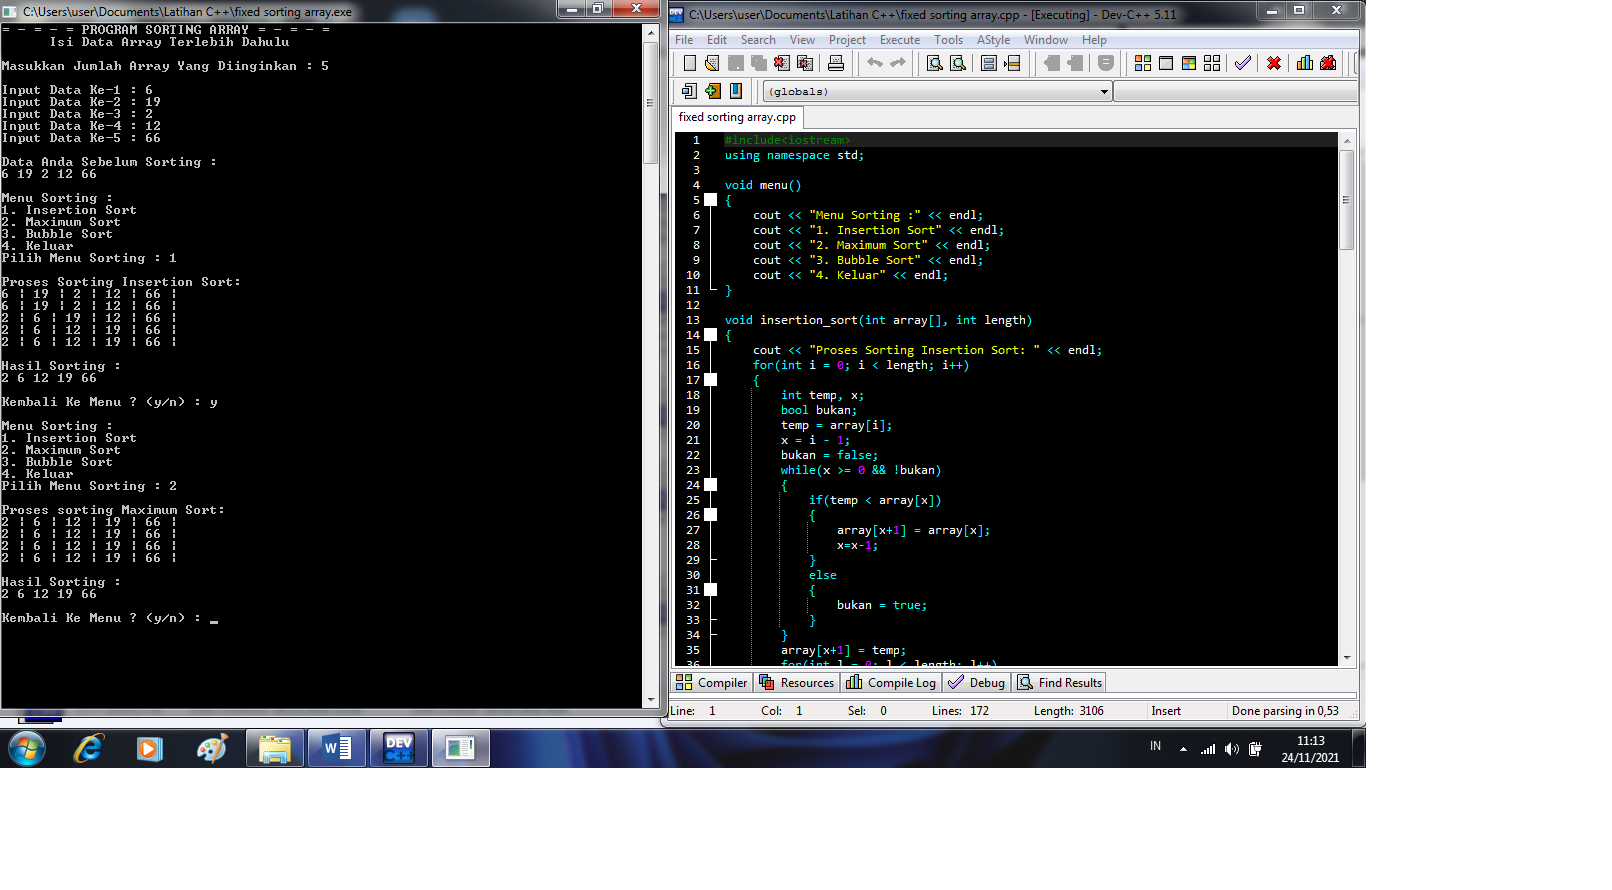 C:\Users\user\Documents\Latihan C++\fixed sorting array.exe
= - = - = PROGRAM SORTING ARRAY = - = - =
Isi Data Array Terlebih Dahulu
Masukkan Jumlah Array Yang Diinginkan : 5
Input Data Ke-1 : 6
Input Data Ke-2 : 19
Input Data Ke-3 : 2
Input Data Ke-4 : 12
Input Data Ke-5 : 66
Data Anda Sebelum Sorting :
6 19 2 12 66
Menu Sorting :
1. Insertion Sort
2. Maximum Sort
3. Bubble Sort
4. Keluar
Pilih Menu Sorting : 1
Proses Sorting Insertion Sort:
6 | 19 | 2 | 12 | 66 |
6 | 19 | 2 | 12 | 66 |
2 | 6 | 19 | 12 | 66 |
2 | 6 | 12 | 19 | 66 |
2 | 6 | 12 | 19 | 66 |
Hasil Sorting :
2 6 12 19 66
Kembali Ke Menu ? (y/n) : y
Menu Sorting :
1. Insertion Sort
2. Maximum Sort
3. Bubble Sort
4. Keluar
Pilih Menu Sorting : 2
Proses sorting Maximum Sort:
2 | 6 | 12 | 19 | 66 |
2 | 6 | 12 | 19 | 66 |
2 | 6 | 12 | 19 | 66 |
2 | 6 | 12 | 19 | 66 |
Hasil Sorting :
2 6 12 19 66
Kembali Ke Menu ? (y/n) : _
C:\Users\user\Documents\Latihan C++\fixed sorting array.cpp - [Executing] - Dev-C++ 5.11
File Edit Search View Project Execute Tools AStyle Window Help
(globals)
fixed sorting array.cpp
1 #include<iostream>
2 using namespace std;
3
4 void menu()
5 {
6 cout << "Menu Sorting :" << endl;
7 cout << "1. Insertion Sort" << endl;
8 cout << "2. Maximum Sort" << endl;
9 cout << "3. Bubble Sort" << endl;
10 cout << "4. Keluar" << endl;
11 }
12
13 void insertion_sort(int array[], int length)
14 {
15 cout << "Proses Sorting Insertion Sort: " << endl;
16 for(int i = 0; i < length; i++)
17 {
18 int temp, x;
19 bool bukan;
20 temp = array[i];
21 x = i - 1;
22 bukan = false;
23 while(x >= 0 && !bukan)
24 {
25 if(temp < array[x])
26 {
27 array[x+1] = array[x];
28 x=x-1;
29 }
30 else
31 {
32 bukan = true;
33 }
34 }
35 array[x+1] = temp;
36 for(int l = 0; l < length; l++)
Compiler Resources Compile Log Debug Find Results
Line: 1 Col: 1 Sel: 0 Lines: 172 Length: 3106 Insert Done parsing in 0,53
DEV C++
IN
11:13
24/11/2021